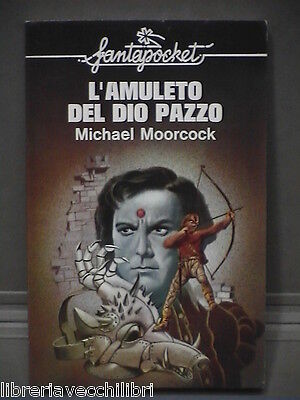 fantapocket
L'AMULETO
DEL DIO PAZZO
Michael Moorcock
libreriavecchilibri